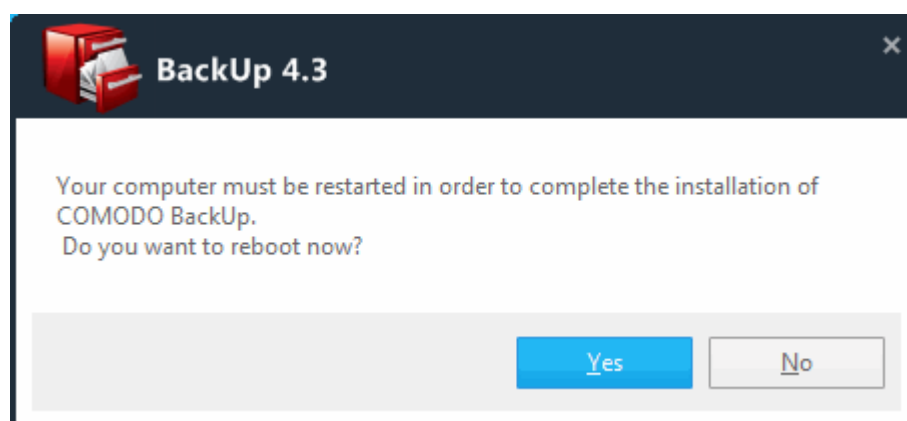 BackUp 4.3
Your computer must be restarted in order to complete the installation of
COMODO BackUp.
Do you want to reboot now?
Yes No